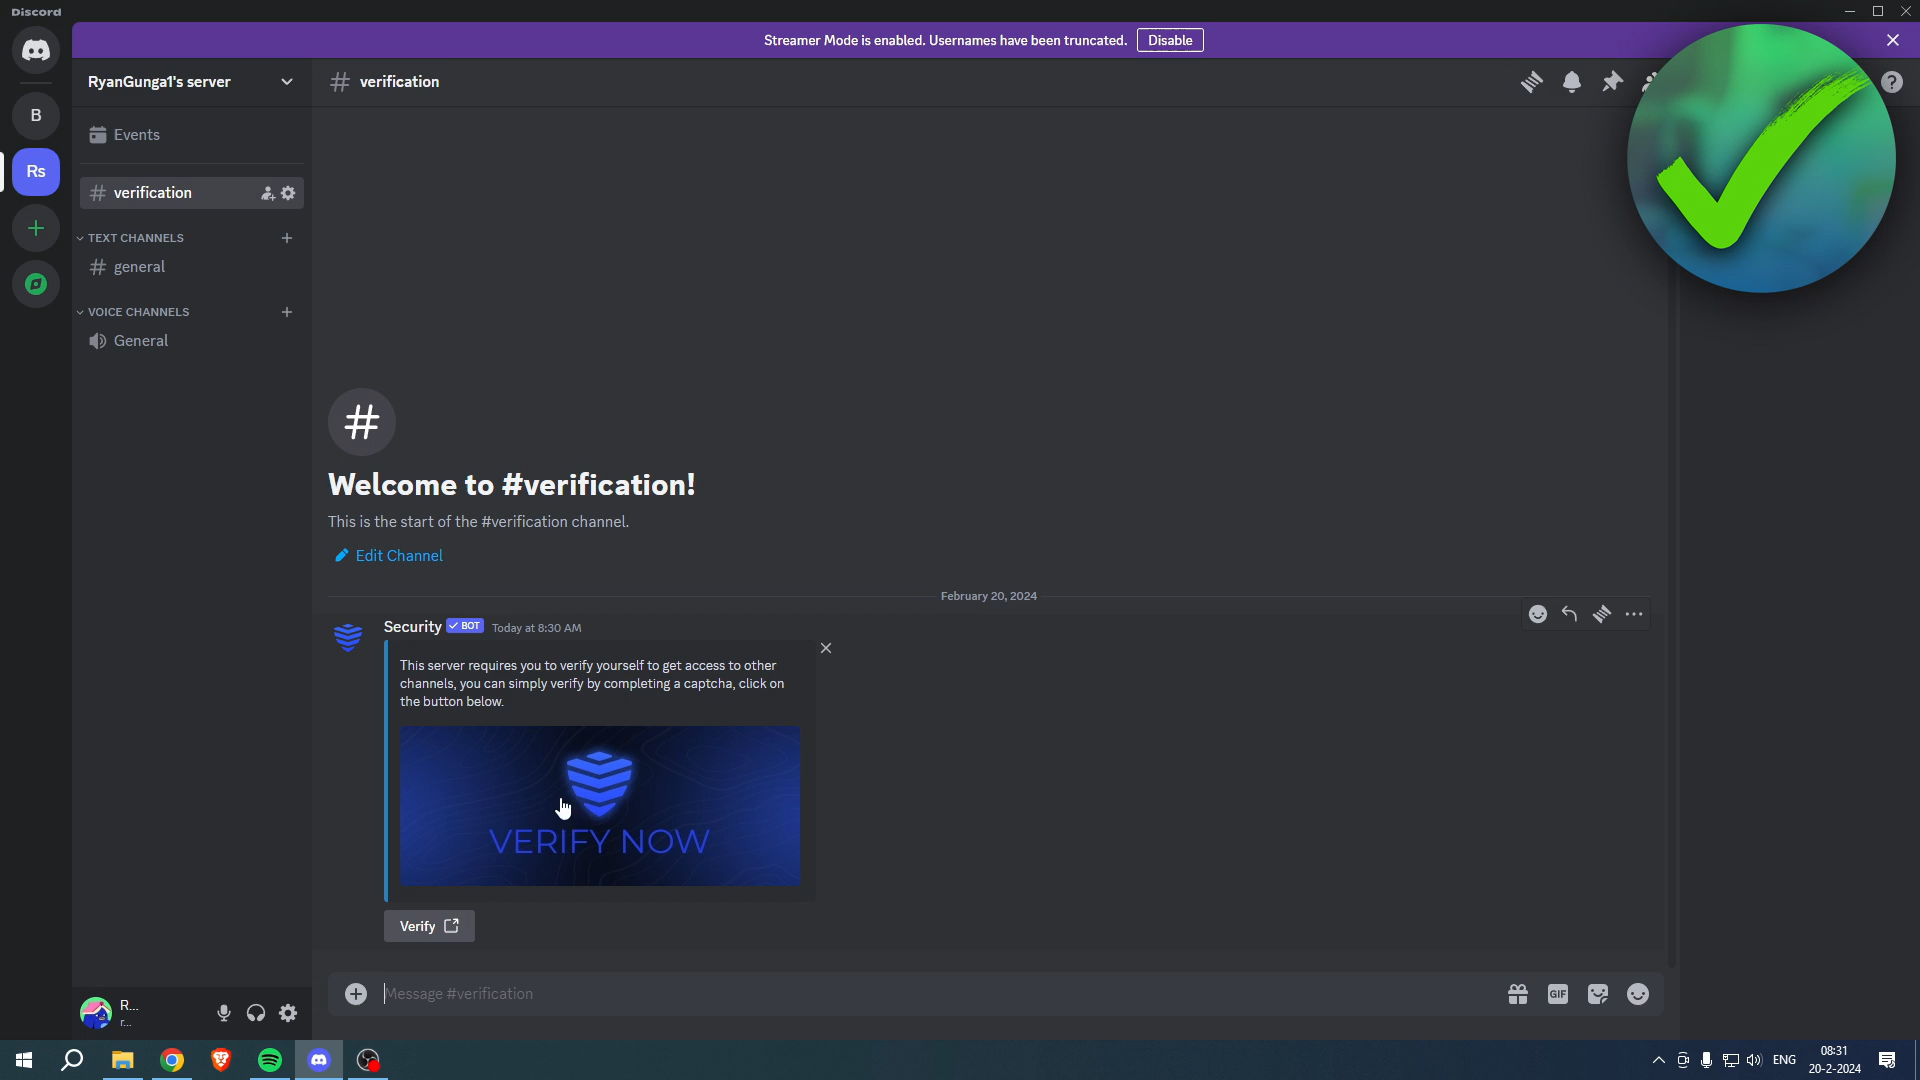 Discord
Streamer Mode is enabled. Usernames have been truncated.
Disable
RyanGunga1's server
verification
B
Events
Rs
verification
TEXT CHANNELS
general
VOICE CHANNELS
General
Welcome to #verification!
This is the start of the #verification channel.
Edit Channel
February 20, 2024
Security BOT Today at 8:30 AM
This server requires you to verify yourself to get access to other
channels, you can simply verify by completing a captcha, click on
the button below.
VERIFY NOW
Verify
Message #verification
GIF
R...
r...
ENG
08:31
20-2-2024